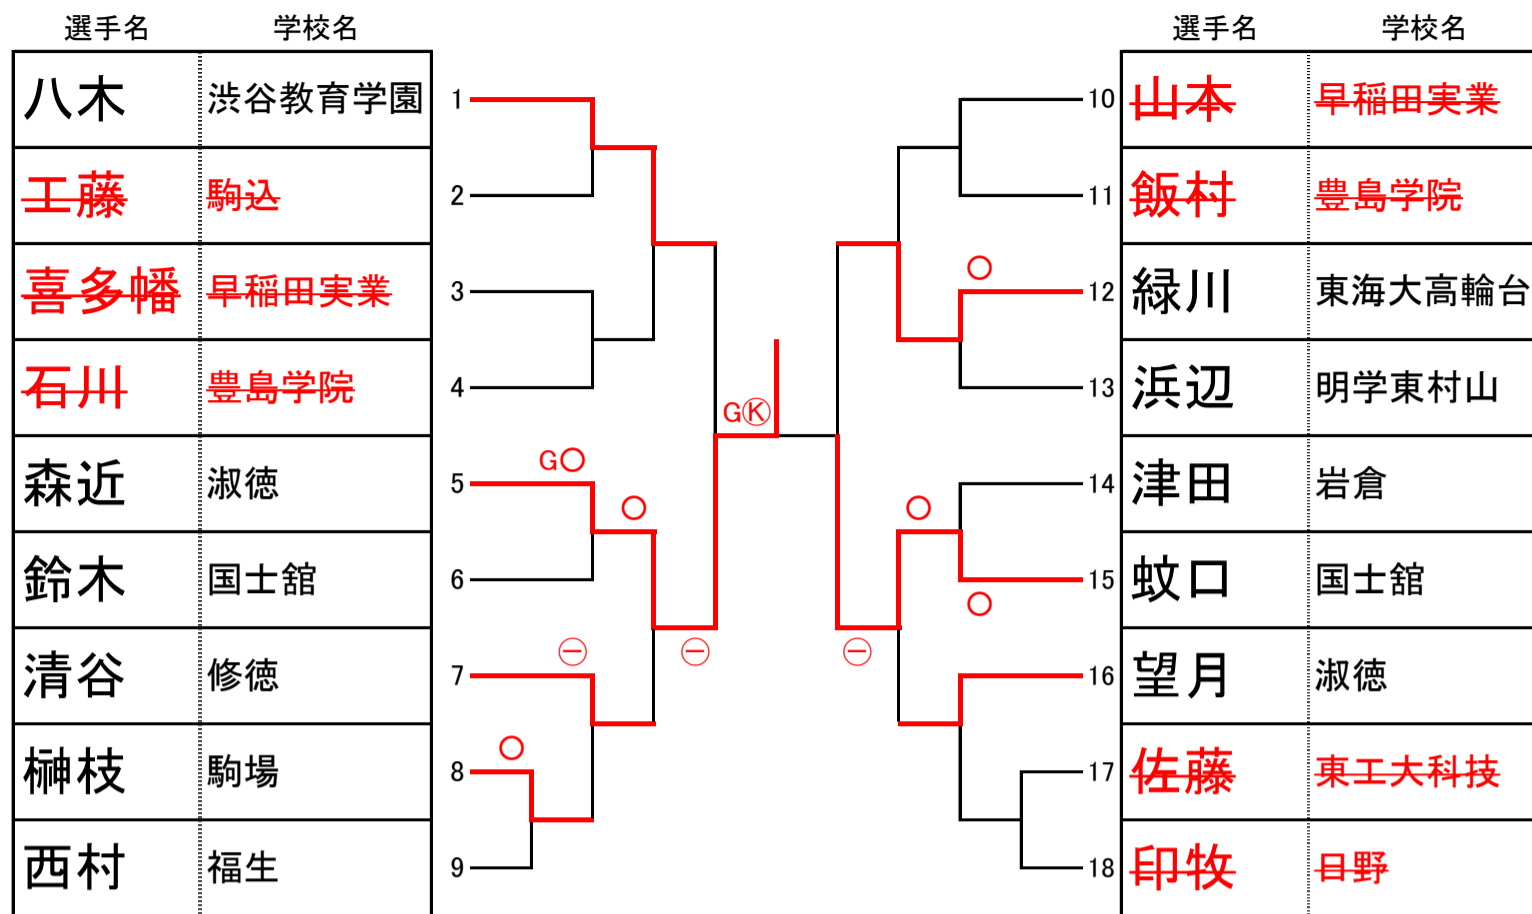 選手名 学校名 選手名 学校名
八木 渋谷教育学園 1 10 山本 早稲田実業
工藤 駒込 2 11 飯村 豊島学院
喜多幡 早稲田実業 3 〇 12 緑川 東海大高輪台
石川 豊島学院 4 GⓀ 13 浜辺 明学東村山
G〇
森近 淑徳 5 〇 〇 14 津田 岩倉
鈴木 国士舘 6 15 蚊口 国士舘
〇
㊀ ㊀ ㊀
清谷 修徳 7 16 望月 淑徳
〇
榊枝 駒場 8 17 佐藤 東工大科技
西村 福生 9 18 印牧 日野